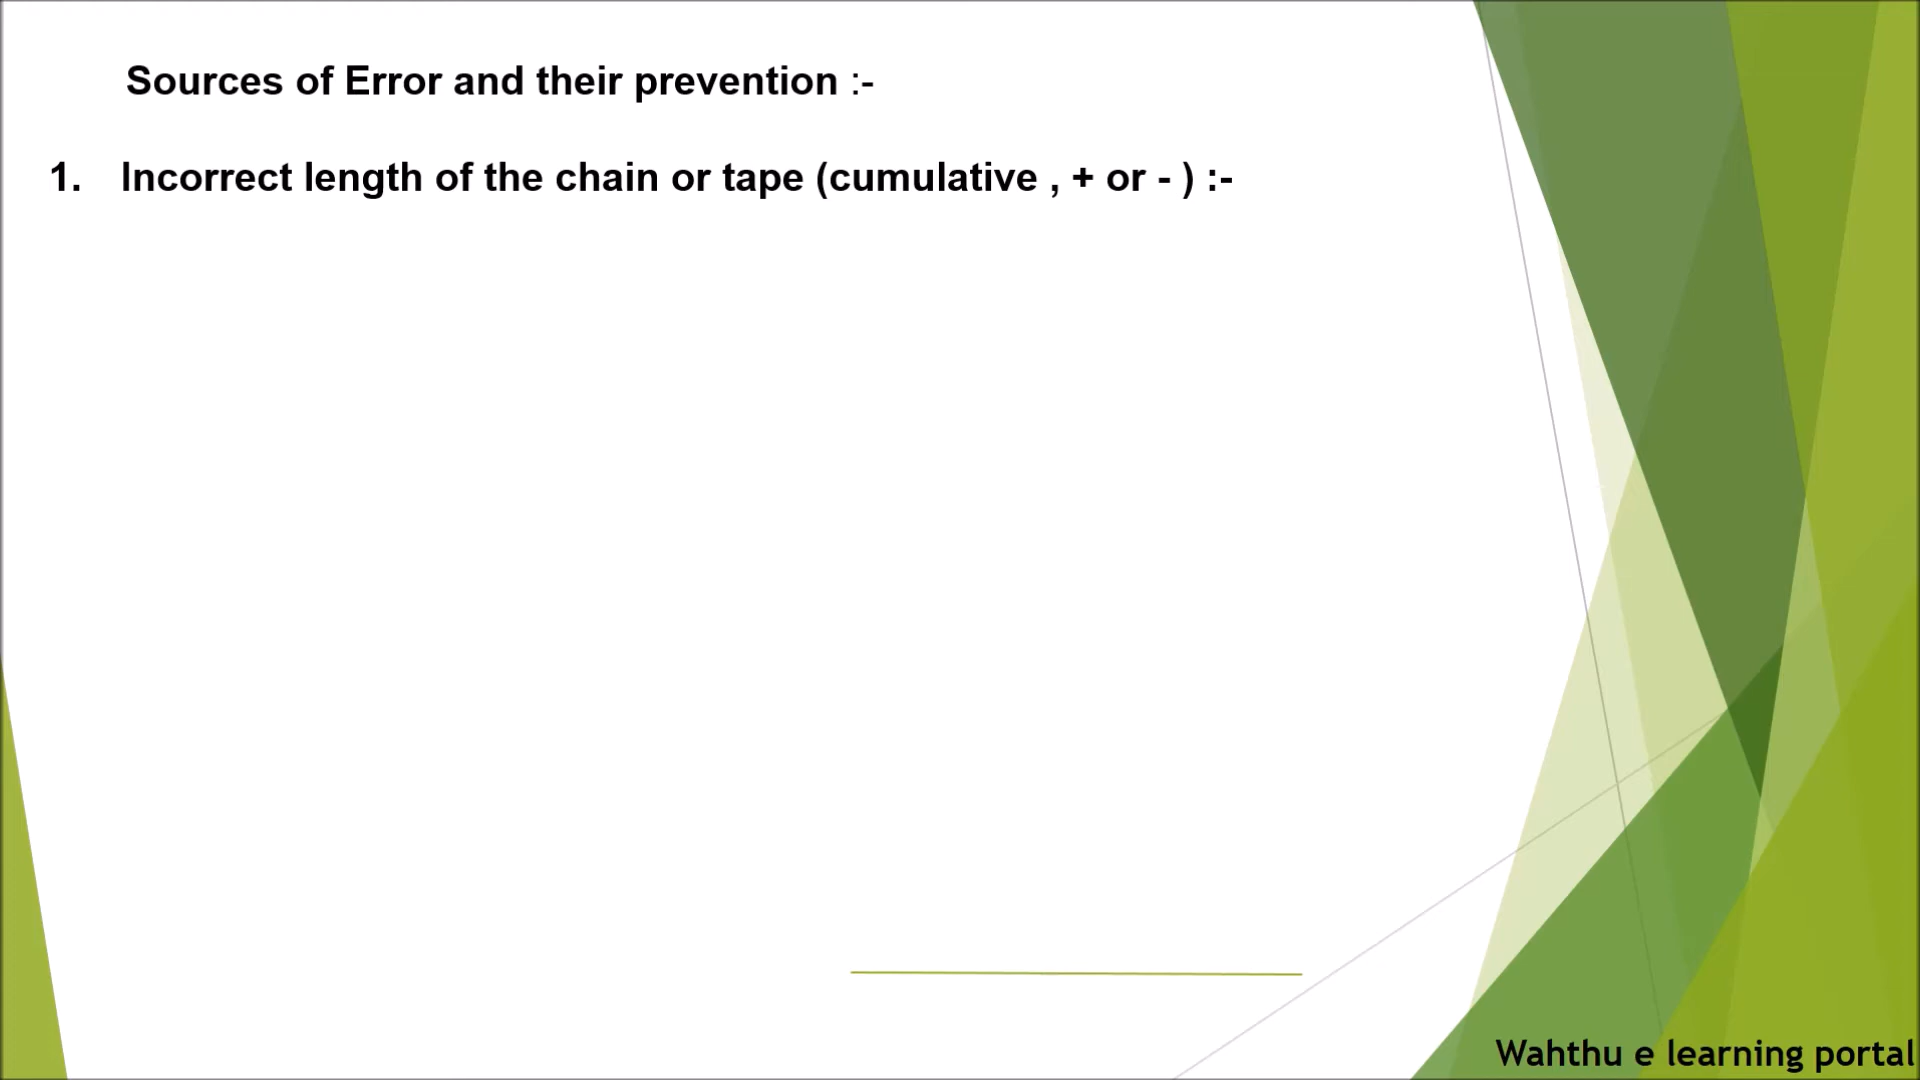 Sources of Error and their prevention :-
1. Incorrect length of the chain or tape (cumulative , + or - ) :-
Wahthu e learning portal